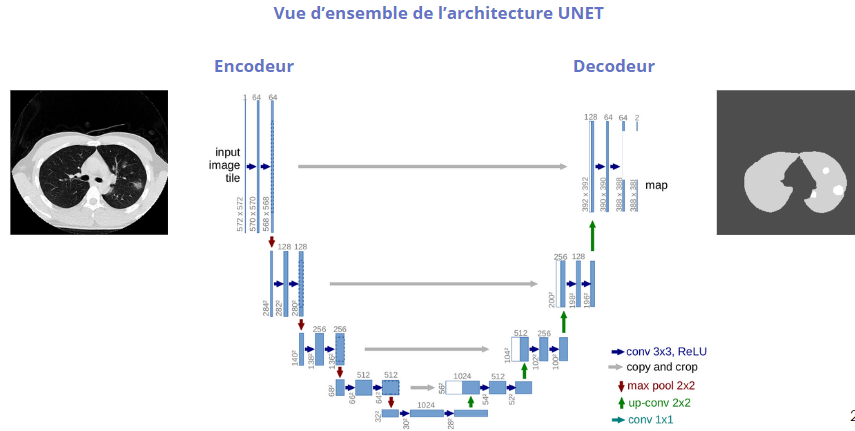 Vue d’ensemble de l’architecture UNET
Encodeur
Decodeur
1 64 64
input
image
tile
572 x 572
570 x 570
568 x 568
128 64 64 2
392 x 392
390 x 390
388 x 388
388 x 388
map
128 128
284²
282²
280²
256 128
200²
198²
196²
256 256
140²
138²
136²
512 256
104²
102²
100²
512 512
68²
66²
64²
1024 512
56²
54²
52²
1024
32²
30²
28²
conv 3x3, ReLU
copy and crop
max pool 2x2
up-conv 2x2
conv 1x1
2